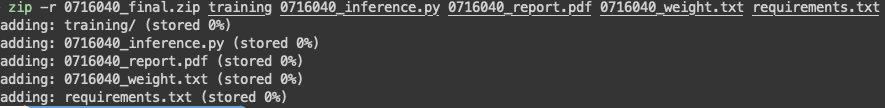 zip -r 0716040_final.zip training 0716040_inference.py 0716040_report.pdf 0716040_weight.txt requirements.txt
adding: training/ (stored 0%)
adding: 0716040_inference.py (stored 0%)
adding: 0716040_report.pdf (stored 0%)
adding: 0716040_weight.txt (stored 0%)
adding: requirements.txt (stored 0%)